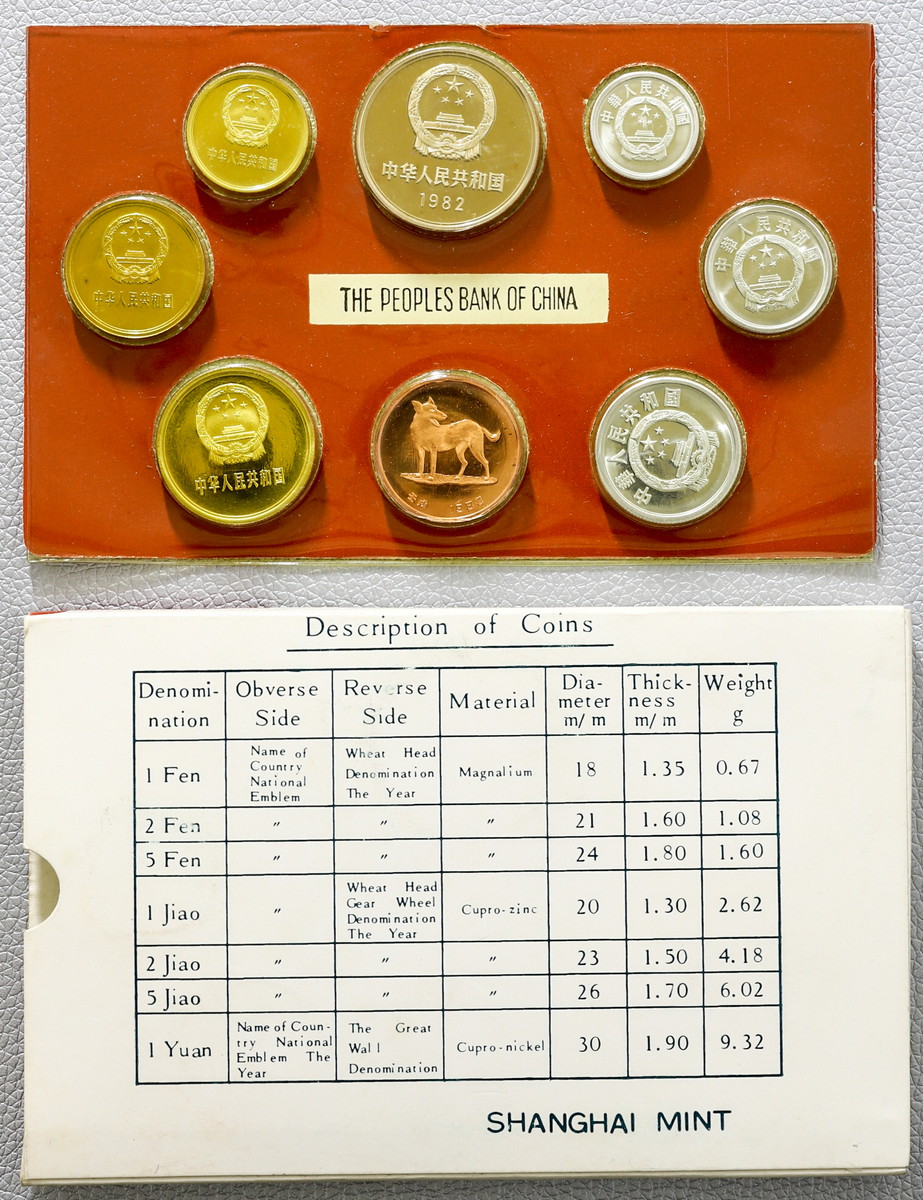 中华人民共和国
中华人民共和国
1982
中华人民共和国
中华人民共和国
中华人民共和国
THE PEOPLES BANK OF CHINA
中华人民共和国
中华人民共和国
Description of Coins
Denomi-
nation
Obverse
Side
Reverse
Side
Material
Dia-
meter
m/m
Thick-
ness
m/m
Weight
g
1 Fen
Name of
Country
National
Emblem
Wheat Head
Denomination
The Year
Magnalium
18
1.35
0.67
2 Fen
〃
〃
〃
21
1.60
1.08
5 Fen
〃
〃
〃
24
1.80
1.60
1 Jiao
〃
Wheat Head
Gear Wheel
Denomination
The Year
Cupro-zinc
20
1.30
2.62
2 Jiao
〃
〃
〃
23
1.50
4.18
5 Jiao
〃
〃
〃
26
1.70
6.02
1 Yuan
Name of Coun-
try National
Emblem The
Year
The Great
Wall
Denomination
Cupro-nickel
30
1.90
9.32
SHANGHAI MINT